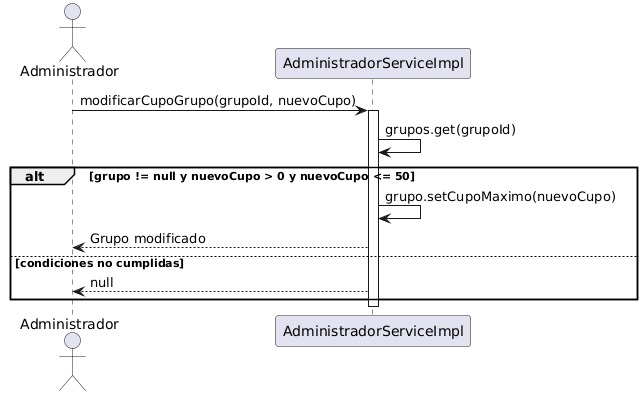 Administrador
AdministradorServiceImpl
modificarCupoGrupo(grupoId, nuevoCupo)
grupos.get(grupoId)
alt
[grupo != null y nuevoCupo > 0 y nuevoCupo <= 50]
grupo.setCupoMaximo(nuevoCupo)
Grupo modificado
[condiciones no cumplidas]
null
Administrador
AdministradorServiceImpl